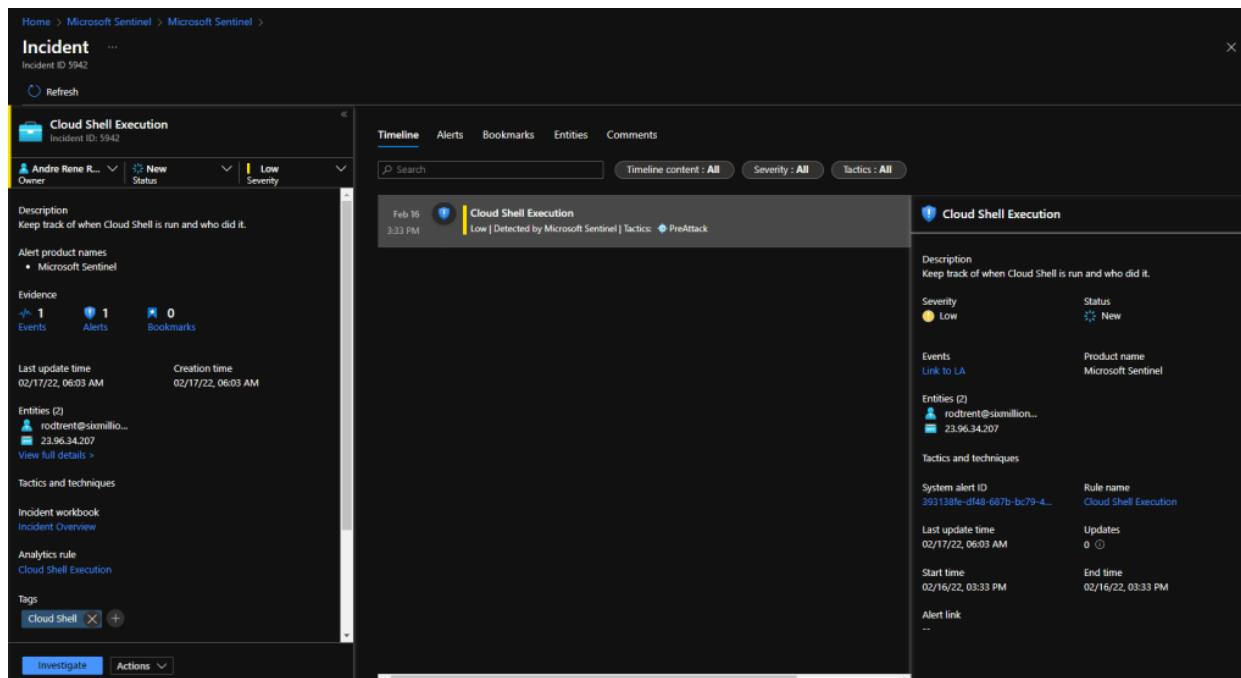 Home > Microsoft Sentinel > Microsoft Sentinel >
Incident ...
Incident ID 5942
Refresh
Cloud Shell Execution
Incident ID: 5942
Andre Rene R...
Owner
New
Status
Low
Severity
Description
Keep track of when Cloud Shell is run and who did it.
Alert product names
• Microsoft Sentinel
Evidence
1
Events
1
Alerts
0
Bookmarks
Last update time
02/17/22, 06:03 AM
Creation time
02/17/22, 06:03 AM
Entities (2)
rodtrent@sixmillio...
23.96.34.207
View full details >
Tactics and techniques
Incident workbook
Incident Overview
Analytics rule
Cloud Shell Execution
Tags
Cloud Shell
Investigate
Actions
Timeline Alerts Bookmarks Entities Comments
Search
Timeline content : All
Severity : All
Tactics : All
Feb 16
3:33 PM
Cloud Shell Execution
Low | Detected by Microsoft Sentinel | Tactics: PreAttack
Cloud Shell Execution
Description
Keep track of when Cloud Shell is run and who did it.
Severity
Low
Status
New
Events
Link to LA
Product name
Microsoft Sentinel
Entities (2)
rodtrent@sixmillion...
23.96.34.207
Tactics and techniques
System alert ID
393138fe-df48-687b-bc79-4...
Rule name
Cloud Shell Execution
Last update time
02/17/22, 06:03 AM
Updates
0
Start time
02/16/22, 03:33 PM
End time
02/16/22, 03:33 PM
Alert link
--